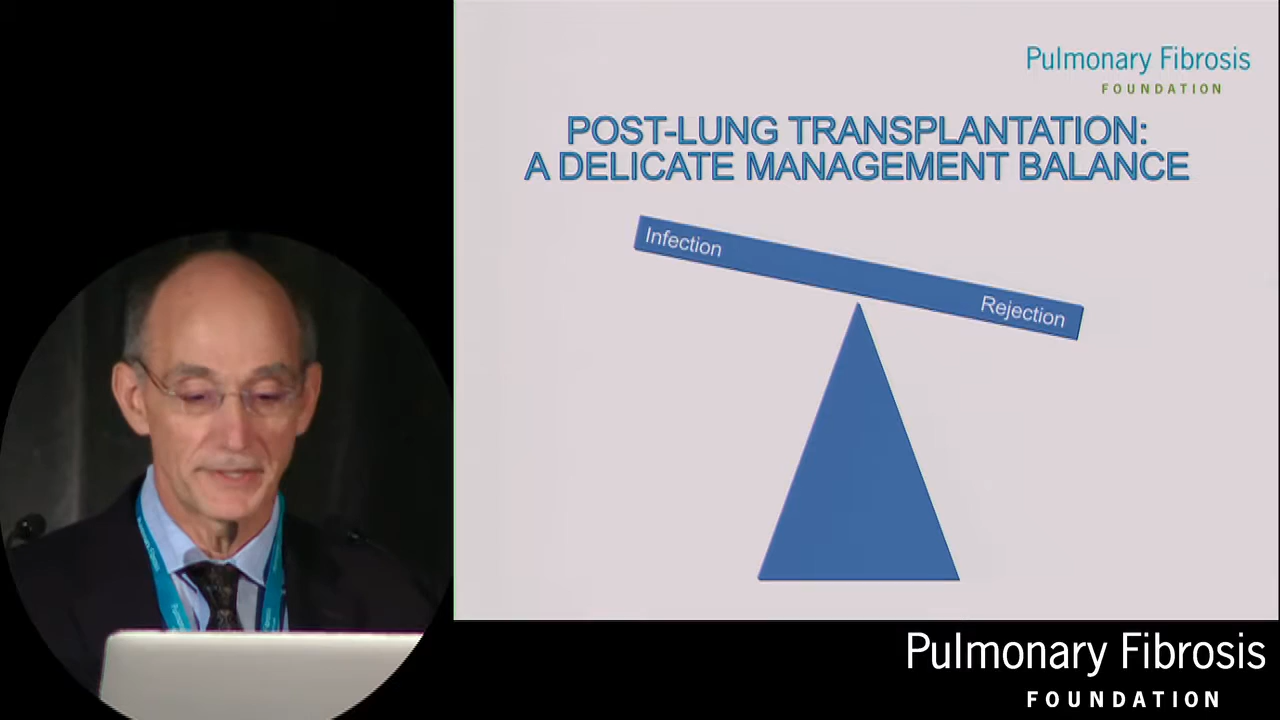 Pulmonary Fibrosis
FOUNDATION
POST-LUNG TRANSPLANTATION:
A DELICATE MANAGEMENT BALANCE
Infection
Rejection
Pulmonary Fibrosis
FOUNDATION